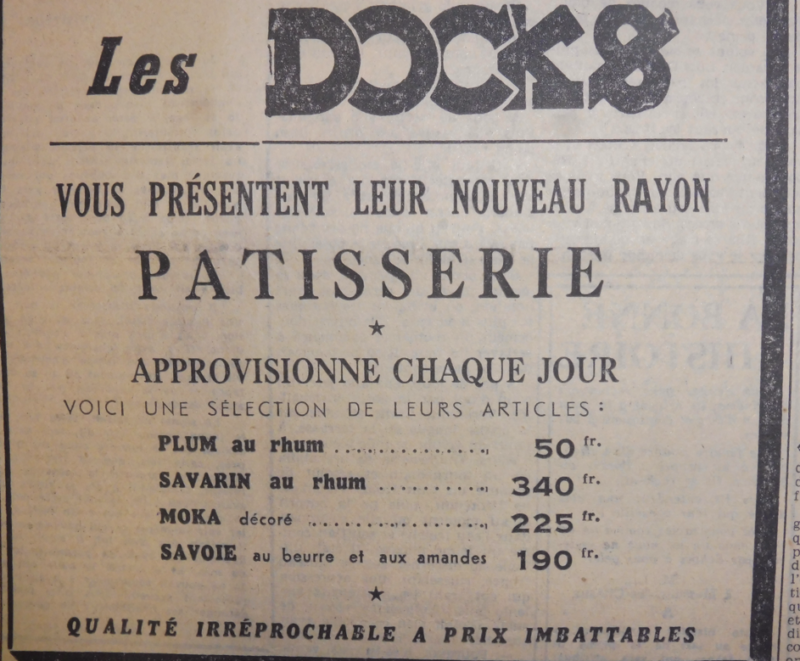 Les DOCKS
VOUS PRÉSENTENT LEUR NOUVEAU RAYON
PATISSERIE
★
APPROVISIONNE CHAQUE JOUR
VOICI UNE SÉLECTION DE LEURS ARTICLES :
PLUM au rhum .................. 50 fr.
SAVARIN au rhum ............ 340 fr.
MOKA décoré .................... 225 fr.
SAVOIE au beurre et aux amandes 190 fr.
★
QUALITÉ IRRÉPROCHABLE A PRIX IMBATTABLES